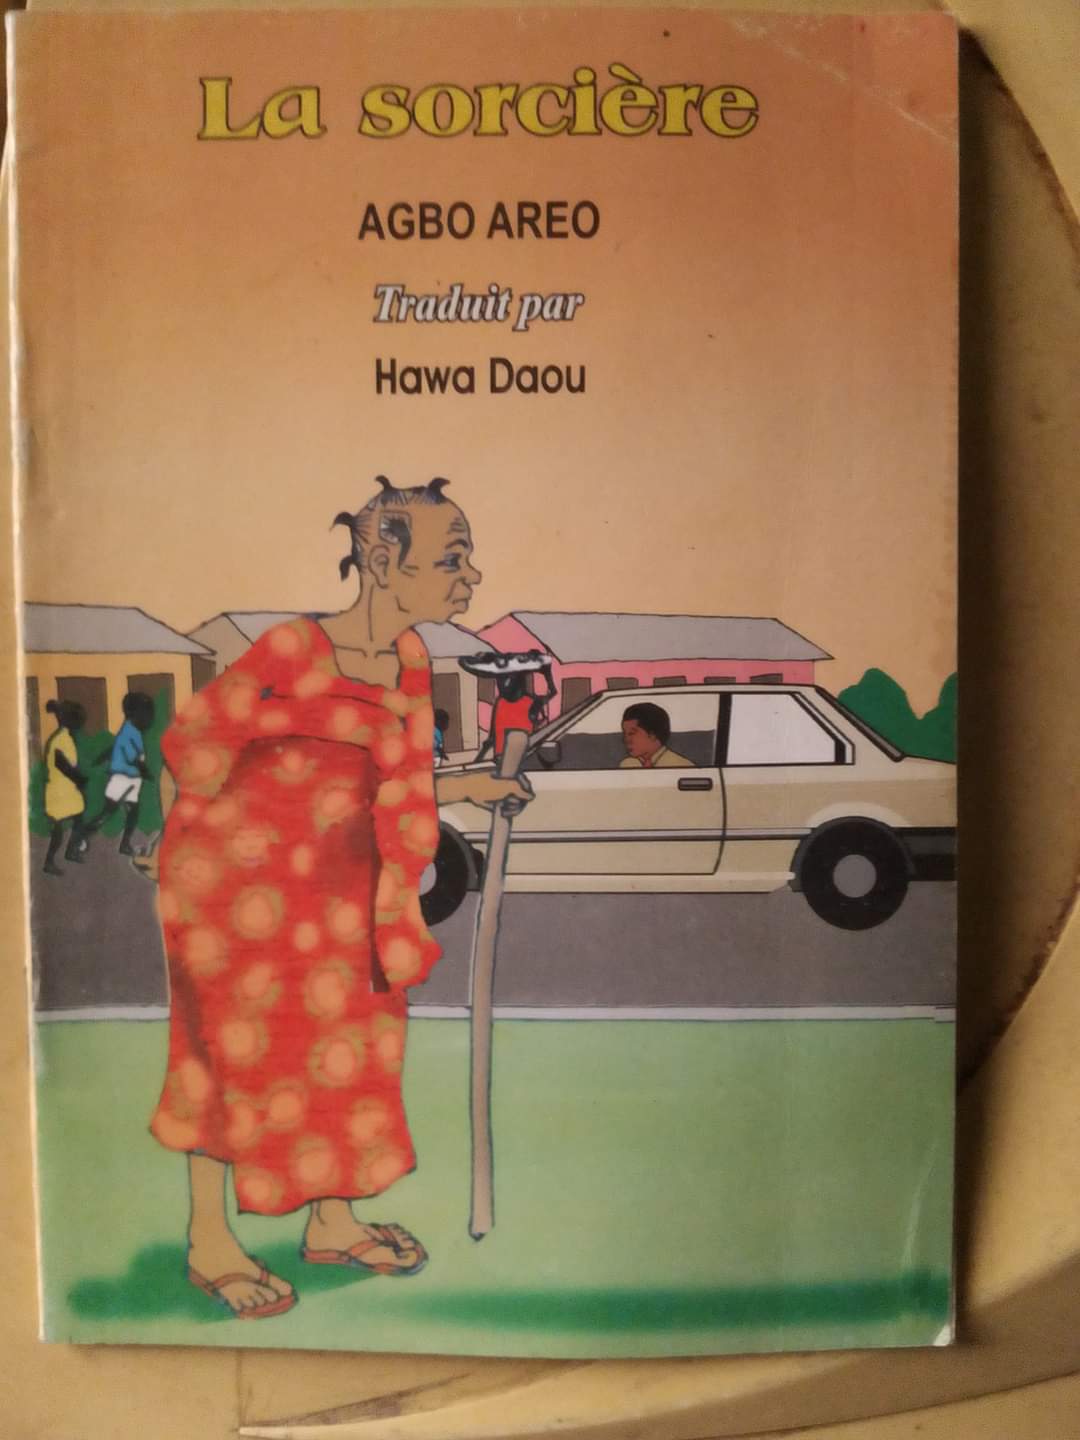 La sorcière
AGBO AREO
Traduit par
Hawa Daou